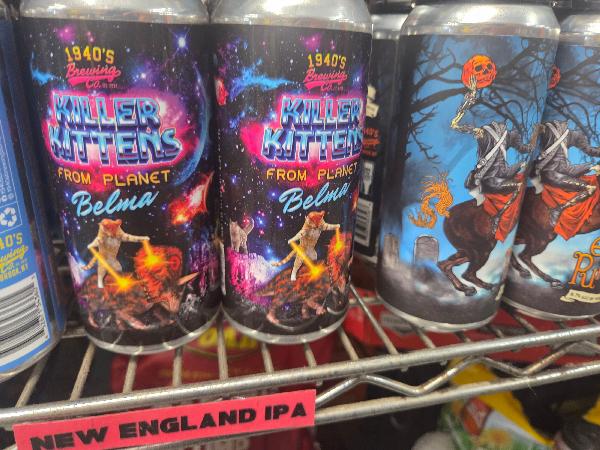 1940'S
Brewing
Co.
KILLER
KITTENS
FROM PLANET
Belma
1940'S
Brewing
Co.
KILLER
KITTENS
FROM PLANET
Belma
NEW ENGLAND IPA